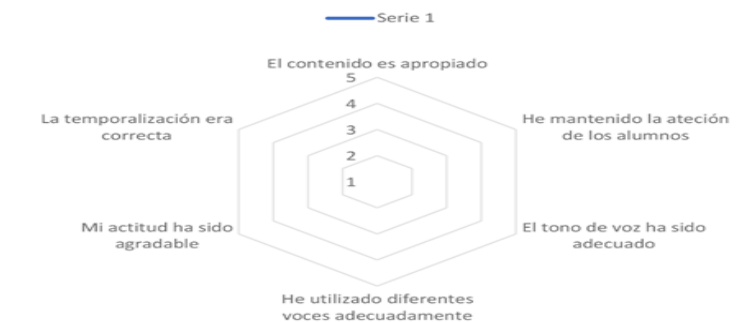 Serie 1
El contenido es apropiado
5
4
3
2
1
He mantenido la ateción
de los alumnos
El tono de voz ha sido
adecuado
He utilizado diferentes
voces adecuadamente
Mi actitud ha sido
agradable
La temporalización era
correcta